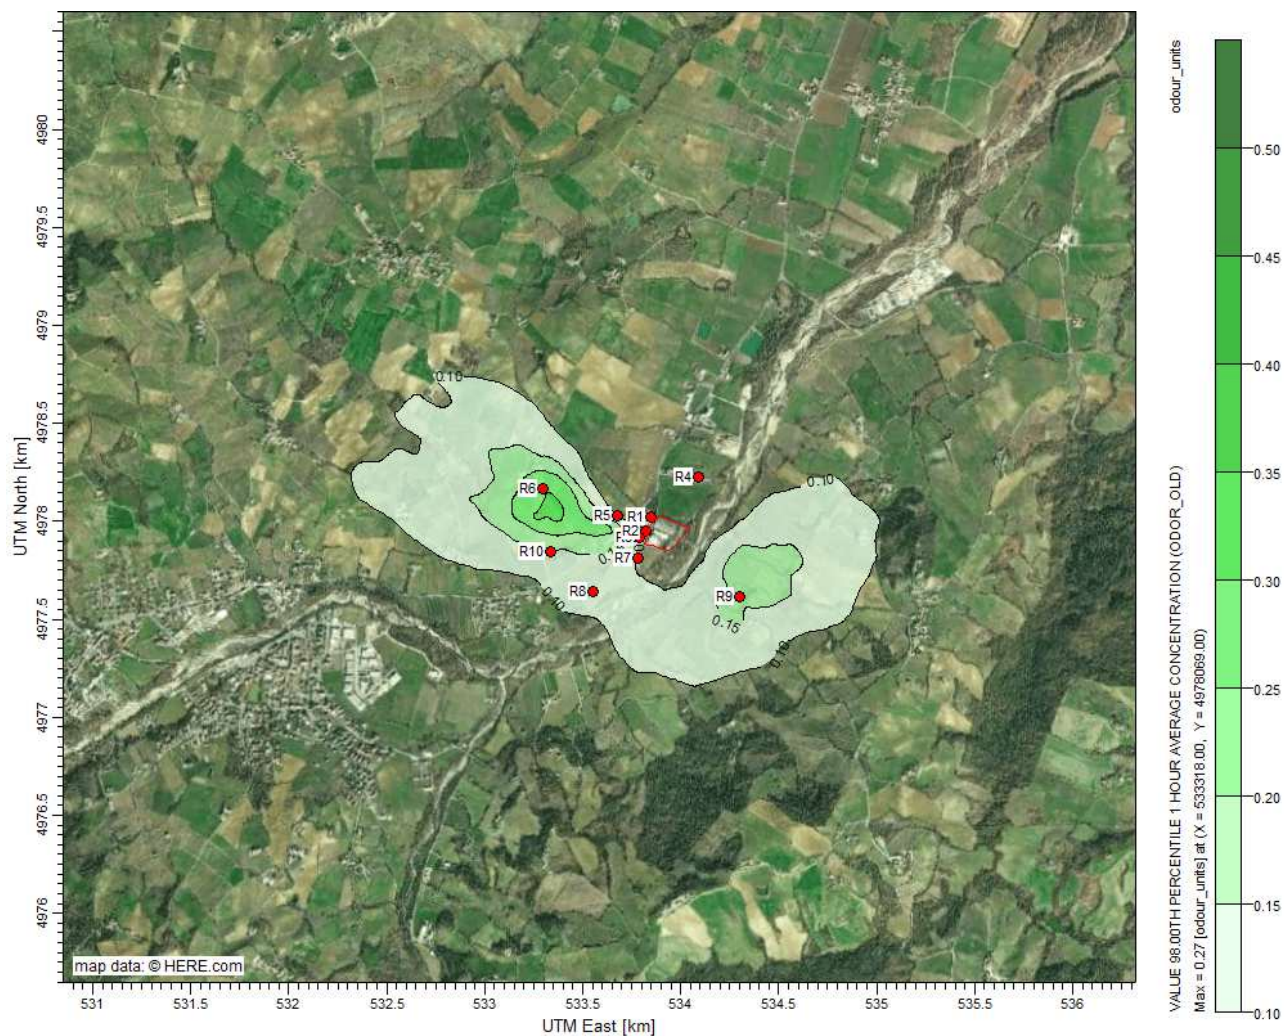 odour_units
4980
4979.5
4979
4978.5
4978
4977.5
4977
4976.5
4976
UTM North [km]
0.10
R4
0.10
R6
R5
R1
R2
R10
R7
R8
0.10
R9
0.15
0.10
map data: © HERE.com
531
531.5
532
532.5
533
533.5
534
534.5
535
535.5
536
UTM East [km]
VALUE 98.00TH PERCENTILE 1 HOUR AVERAGE CONCENTRATION (ODOR_OLD)
Max = 0.27 [odour_units] at (X = 533318.00, Y = 4978069.00)
0.50
0.45
0.40
0.35
0.30
0.25
0.20
0.15
0.10